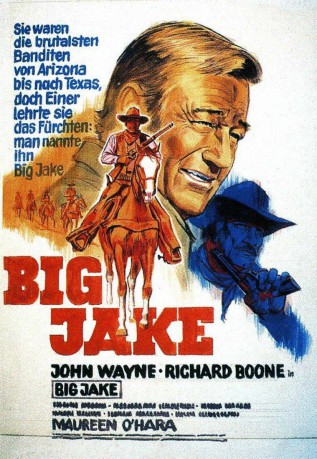 Sie waren
die brutalsten
Banditen
von Arizona
bis nach Texas,
doch Einer
lehrte sie
das Fürchten:
man nannte
ihn
Big Jake
BIG
JAKE
JOHN WAYNE · RICHARD BOONE in
BIG JAKE
MAUREEN O'HARA